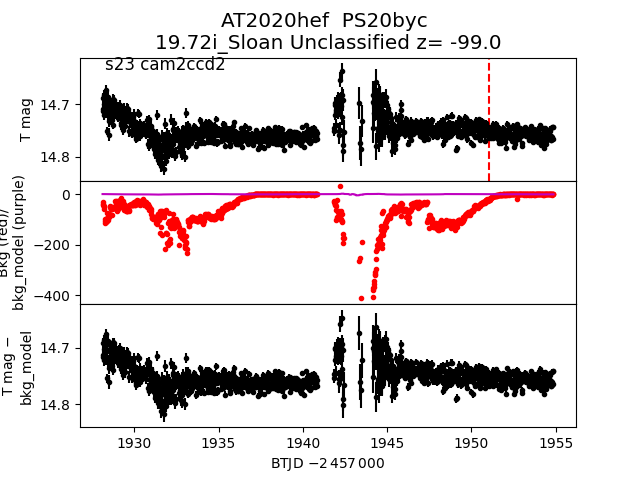 AT2020hef  PS20byc
19.72i_Sloan Unclassified z= -99.0
s23 cam2ccd2
T mag
14.7
14.8
Bkg (red)/
bkg_model (purple)
0
−200
−400
T mag −
bkg_model
14.7
14.8
1930
1935
1940
1945
1950
1955
BTJD −2 457 000